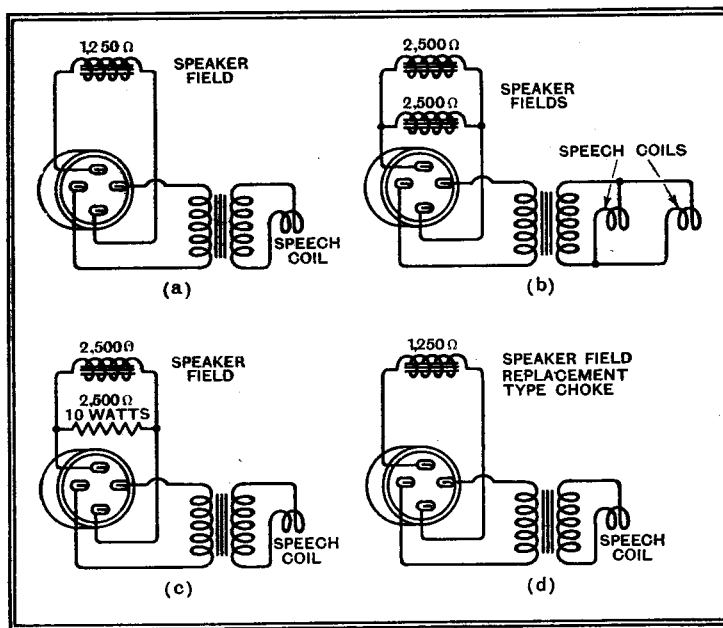 1,250 Ω
SPEAKER
FIELD
SPEECH
COIL
(a)
2,500 Ω
2,500 Ω
SPEAKER
FIELDS
SPEECH COILS
(b)
2,500 Ω
SPEAKER
FIELD
2,500 Ω
10 WATTS
SPEECH
COIL
(c)
1,250 Ω
SPEAKER FIELD
REPLACEMENT
TYPE CHOKE
SPEECH
COIL
(d)